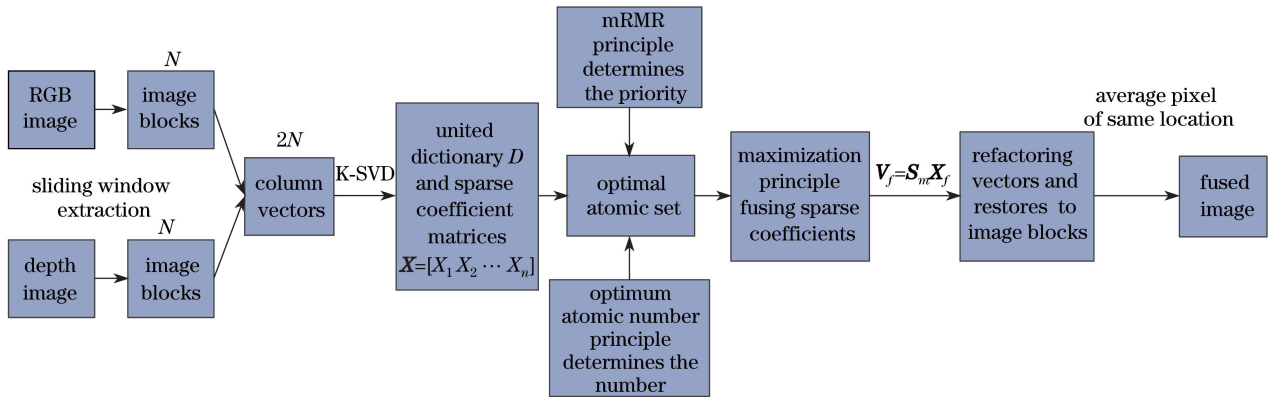 RGB
image
N
image
blocks
sliding window
extraction
depth
image
N
image
blocks
2N
column
vectors
K-SVD
united
dictionary D
and sparse
coefficient
matrices
X=[X₁ X₂ ⋯ Xₙ]
mRMR
principle
determines
the priority
optimal
atomic set
optimum
atomic number
principle
determines the
number
maximization
principle
fusing sparse
coefficients
V_f=S_mX_f
refactoring
vectors and
restores to
image blocks
average pixel
of same location
fused
image